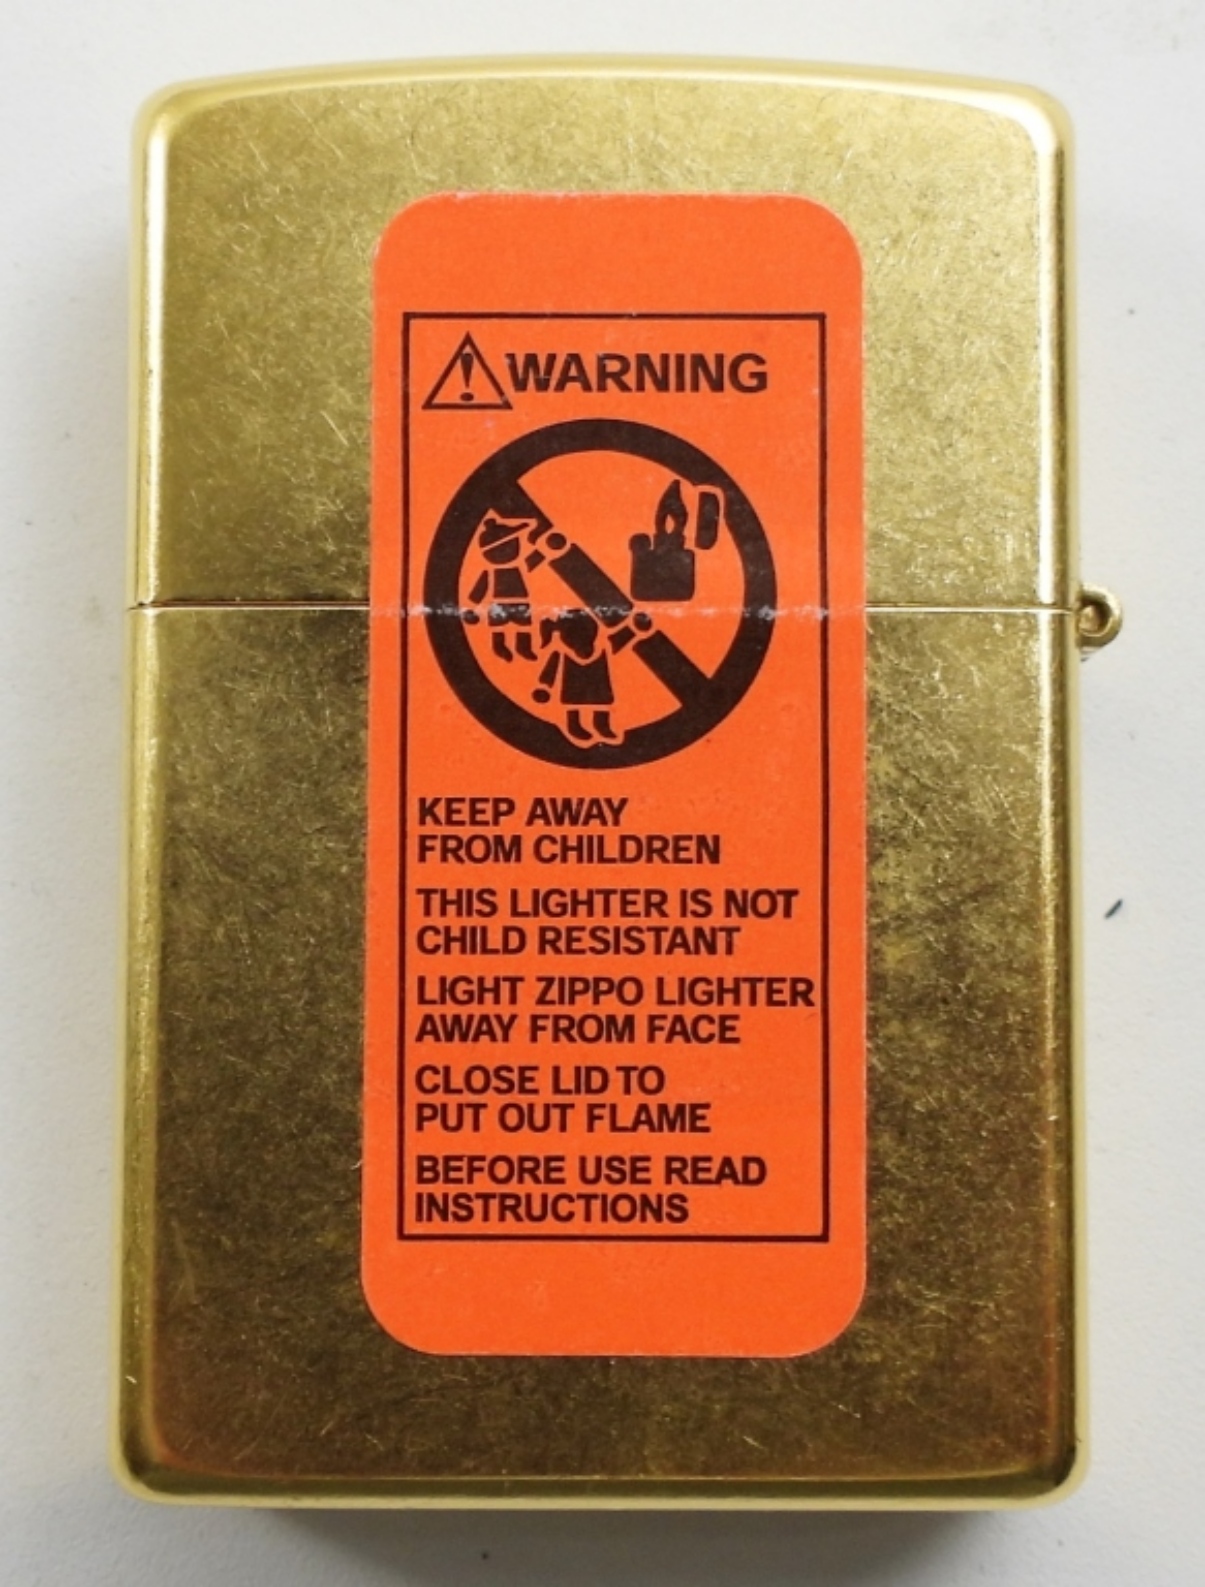 WARNING
KEEP AWAY
FROM CHILDREN
THIS LIGHTER IS NOT
CHILD RESISTANT
LIGHT ZIPPO LIGHTER
AWAY FROM FACE
CLOSE LID TO
PUT OUT FLAME
BEFORE USE READ
INSTRUCTIONS